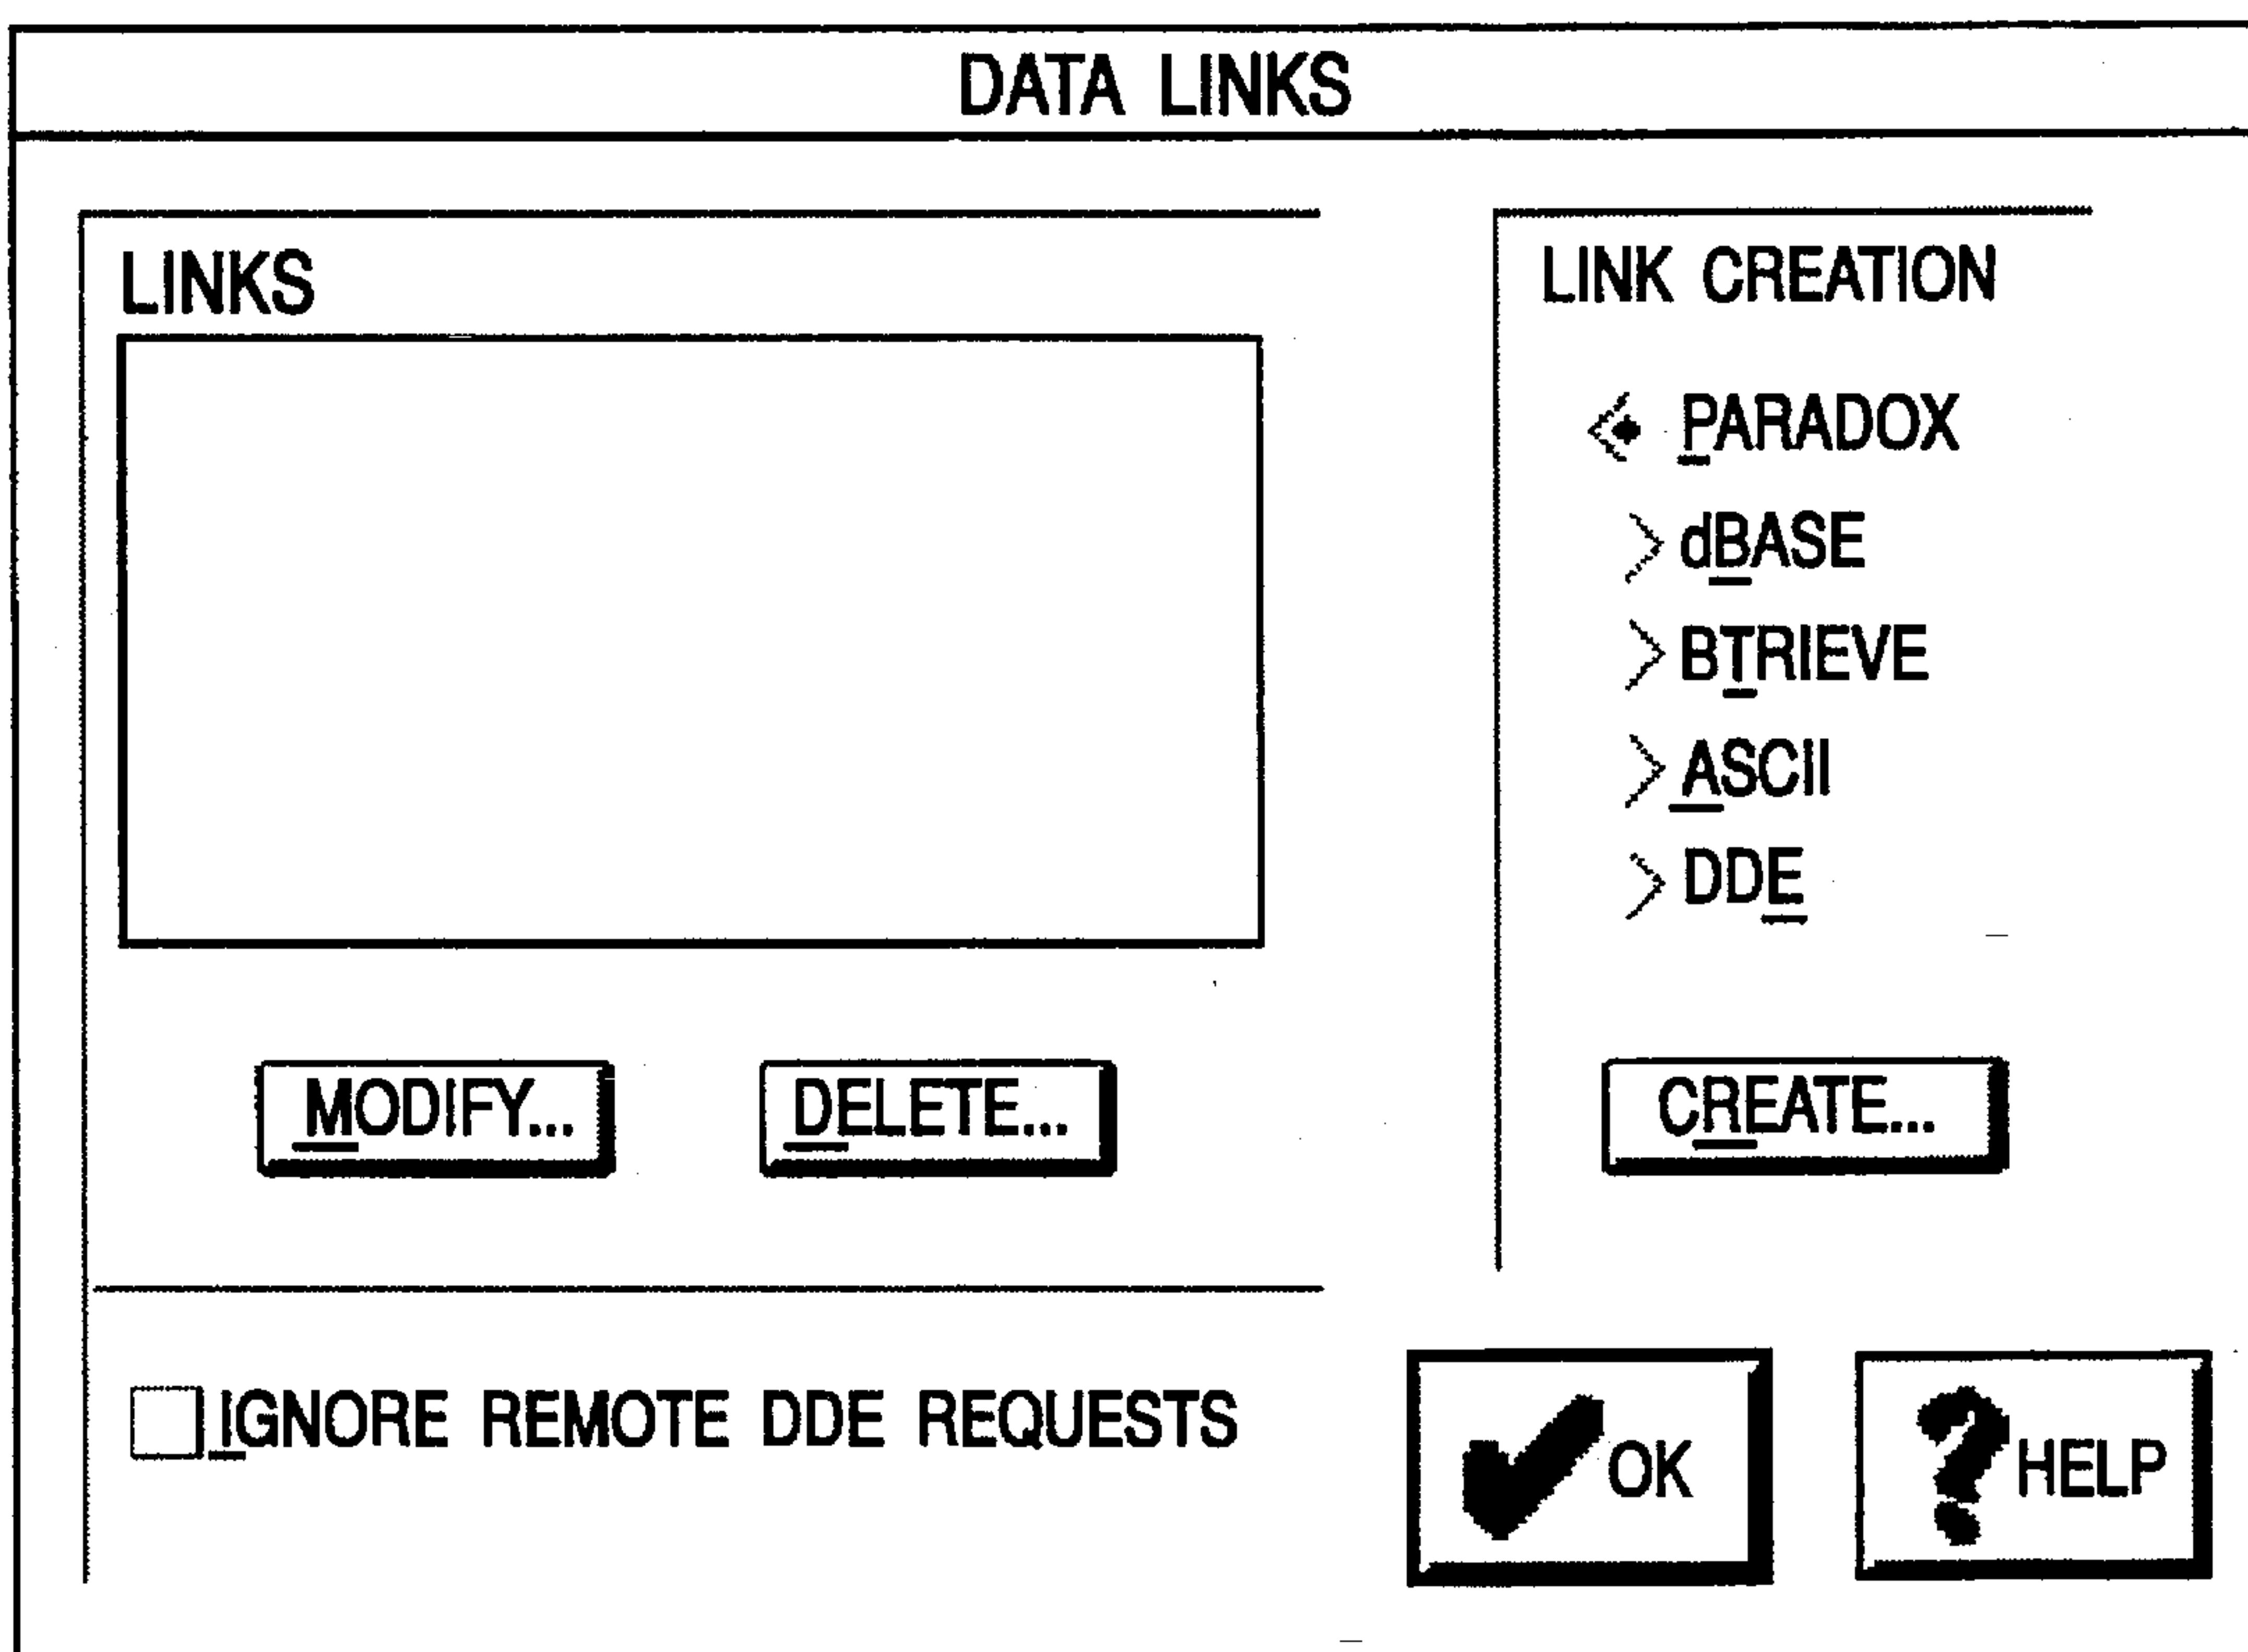 DATA LINKS
LINKS
LINK CREATION
PARADOX
dBASE
BTRIEVE
ASCII
DDE
MODIFY...
DELETE...
CREATE...
IGNORE REMOTE DDE REQUESTS
OK
HELP